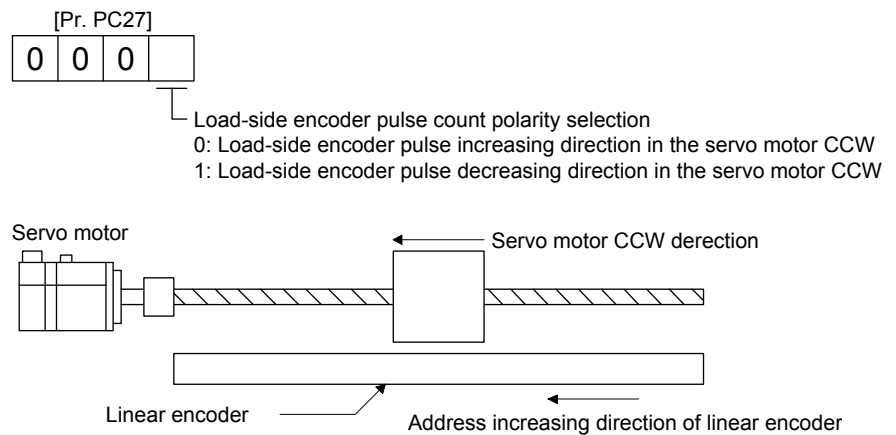 [Pr. PC27]
0 0 0
Load-side encoder pulse count polarity selection
0: Load-side encoder pulse increasing direction in the servo motor CCW
1: Load-side encoder pulse decreasing direction in the servo motor CCW
Servo motor
Servo motor CCW derection
Linear encoder
Address increasing direction of linear encoder